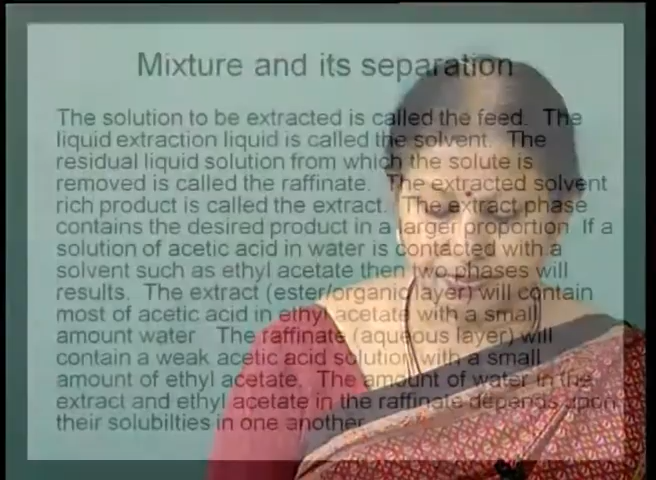 Mixture and its separation
The solution to be extracted is called the feed. The
liquid extraction liquid is called the solvent. The
residual liquid solution from which the solute is
removed is called the raffinate. The extracted solvent
rich product is called the extract. The extract phase
contains the desired product in a larger proportion. If a
solution of acetic acid in water is contacted with a
solvent such as ethyl acetate then two phases will
results. The extract (ester/organic layer) will contain
most of acetic acid in ethyl acetate with a small
amount water. The raffinate (aqueous layer) will
contain a weak acetic acid solution with a small
amount of ethyl acetate. The amount of water in the
extract and ethyl acetate in the raffinate depends upon
their solubilties in one another.